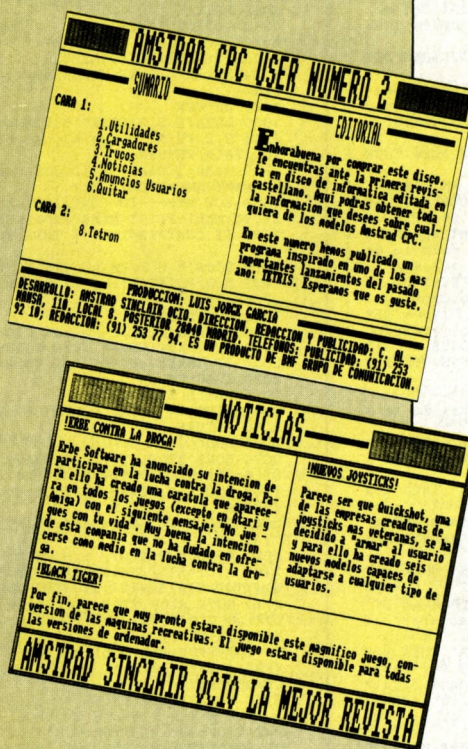 AMSTRAD CPC USER NUMERO 2
SUMARIO
CARA 1:
1.Utilidades
2.Cargadores
3.Trucos
4.Noticias
5.Anuncios Usuarios
6.Quitar
CARA 2:
8.Tetron
EDITORIAL
Enhorabuena por comprar este disco.
Te encuentras ante la primera revis-
ta en disco de informatica editada en
castellano. Aqui podras obtener toda
la informacion que desees sobre cual-
quiera de los modelos Amstrad CPC.
En este numero hemos publicado un
programa inspirado en uno de los mas
importantes lanzamientos del pasado
ano: TETRIS. Esperamos que os guste.
PRODUCCION: LUIS JORGE GARCIA
DESARROLLO: AMSTRAD SINCLAIR OCIO. DIRECCION, REDACCION Y PUBLICIDAD: C. AL -
MANSA, 110. LOCAL 8. POSTERIOR 28040 MADRID. TELEFONOS: PUBLICIDAD: (91) 253
92 10; REDACCION: (91) 253 77 94. ES UN PRODUCTO DE GRUPO DE COMUNICACION.
NOTICIAS
!ERBE CONTRA LA DROGA!
Erbe Software ha anunciado su intencion de
participar en la lucha contra la droga. Pa-
ra ello ha creado una caratula que aparece-
ra en todos los juegos (excepto en Atari y
Amiga) con el siguiente mensaje: "No Jue -
gues con tu vida". Muy buena la intencion
de esta compania que no ha dudado en ofre-
cerse como medio en la lucha contra la dro-
ga.
!NUEVOS JOYSTICKS!
Parece ser que Quickshot, una
de las empresas creadoras de
joysticks mas veteranas, se ha
decidido a "armar" al usuario
y para ello ha creado seis
nuevos modelos capaces de
adaptarse a cualquier tipo de
usuarios.
!BLACK TIGER!
Por fin, parece que muy pronto estara disponible este magnifico juego, con-
version de las maquinas recreativas. El juego estara disponible para todas
las versiones de ordenador.
AMSTRAD SINCLAIR OCIO LA MEJOR REVISTA